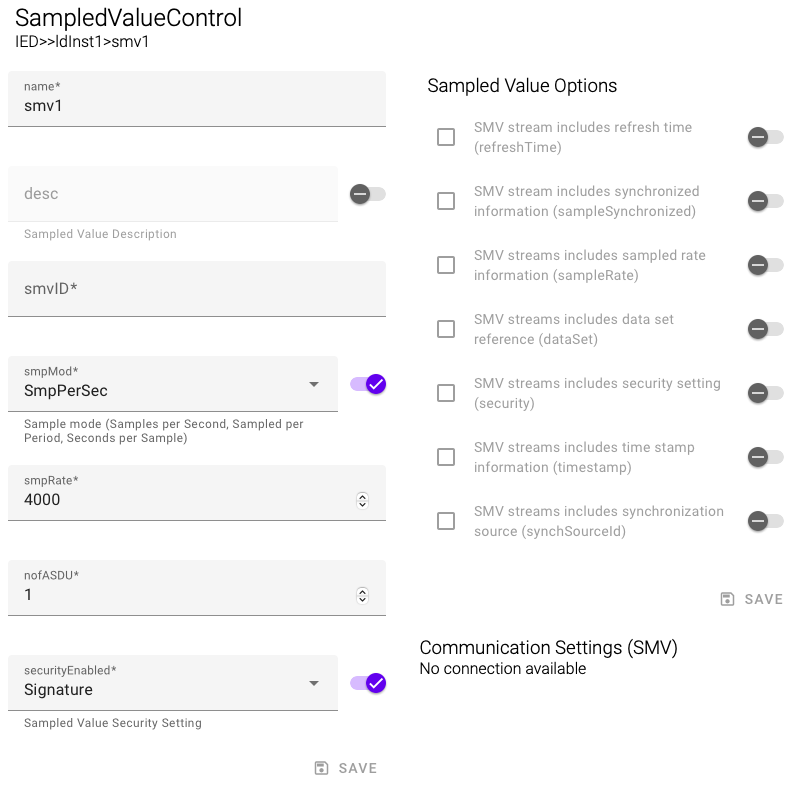 SampledValueControl
IED>>ldInst1>smv1
name*
smv1
desc
Sampled Value Description
smvID*
smpMod*
SmpPerSec
Sample mode (Samples per Second, Sampled per
Period, Seconds per Sample)
smpRate*
4000
nofASDU*
1
securityEnabled*
Signature
Sampled Value Security Setting
SAVE
Sampled Value Options
SMV stream includes refresh time
(refreshTime)
SMV stream includes synchronized
information (sampleSynchronized)
SMV streams includes sampled rate
information (sampleRate)
SMV streams includes data set
reference (dataSet)
SMV streams includes security setting
(security)
SMV streams includes time stamp
information (timestamp)
SMV streams includes synchronization
source (synchSourceId)
SAVE
Communication Settings (SMV)
No connection available